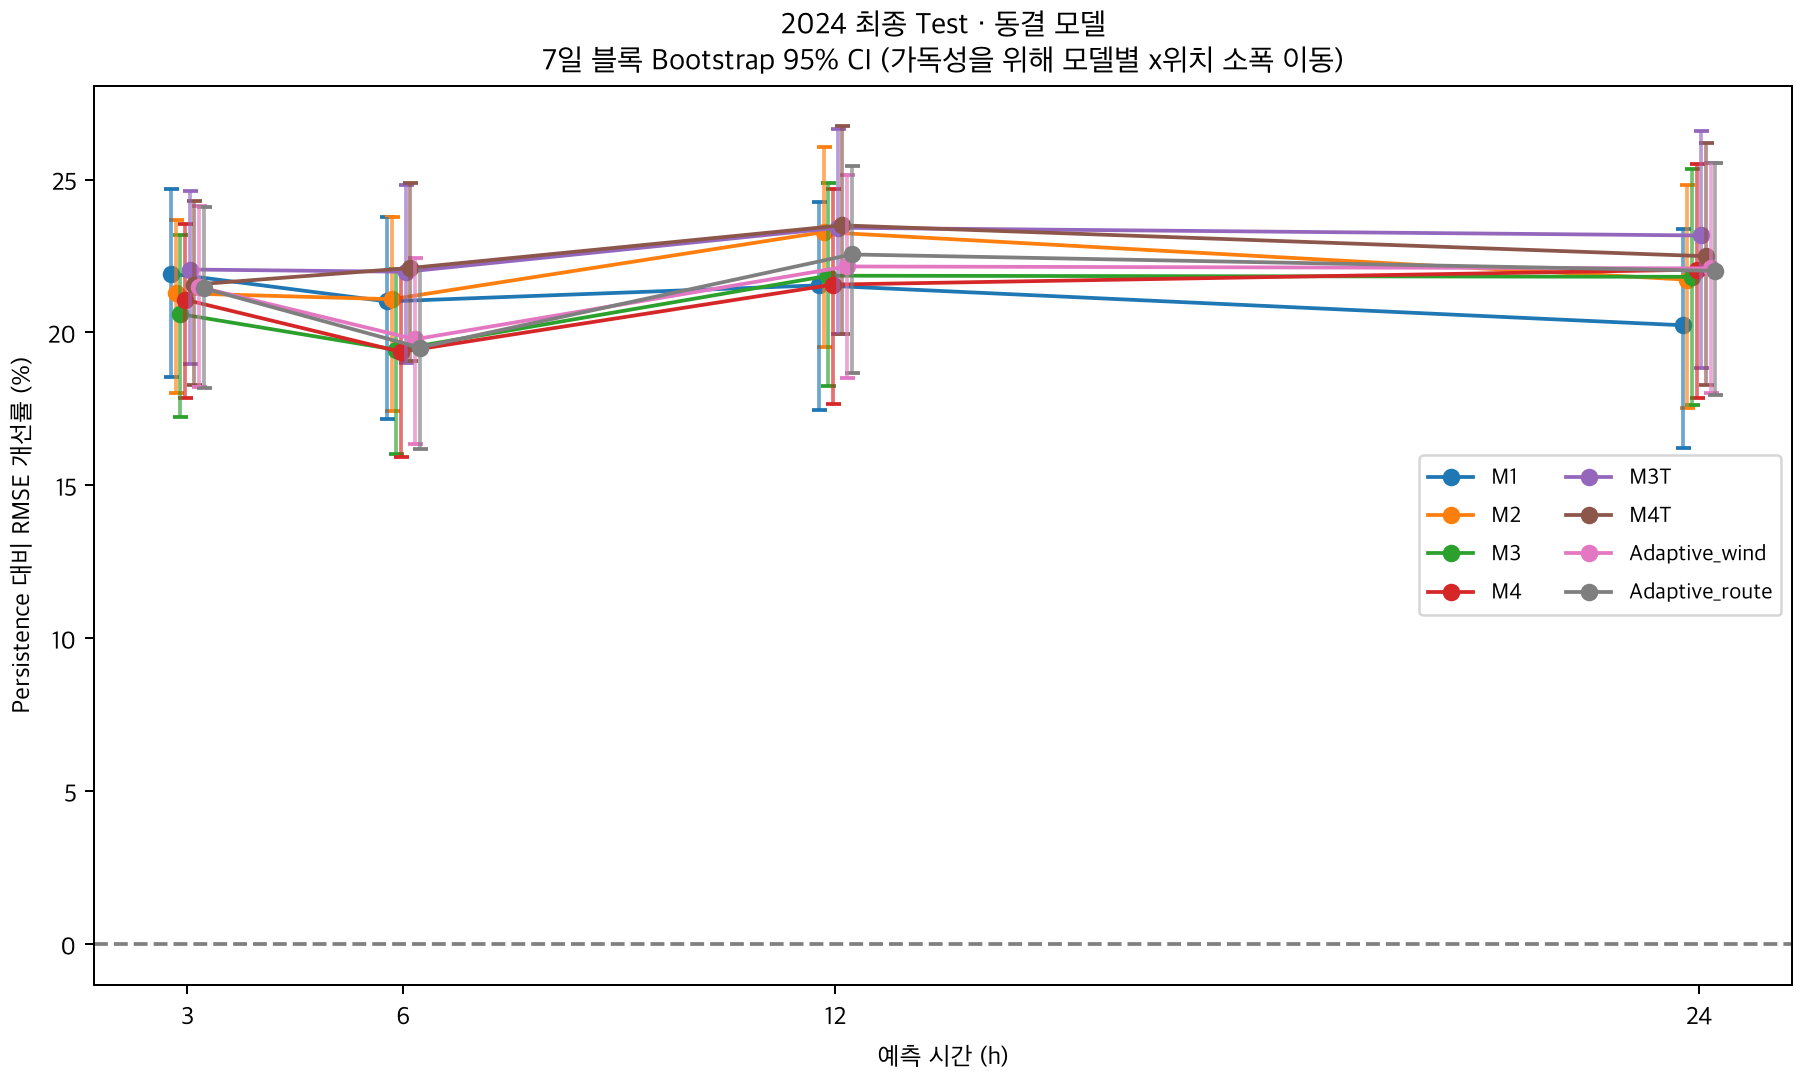 2024 최종 Test · 동결 모델
7일 블록 Bootstrap 95% CI (가독성을 위해 모델별 x위치 소폭 이동)
Persistence 대비 RMSE 개선률 (%)
25
20
15
10
5
0
3
6
12
24
예측 시간 (h)
M1
M2
M3
M4
M3T
M4T
Adaptive_wind
Adaptive_route